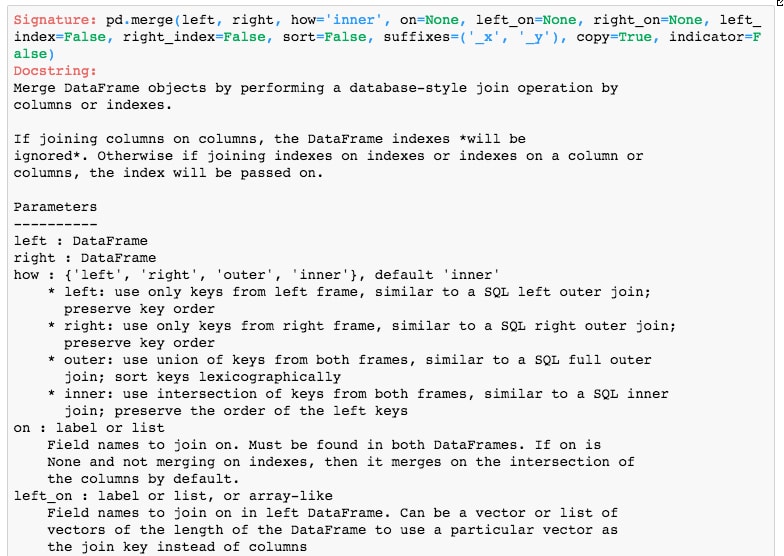 Signature: pd.merge(left, right, how='inner', on=None, left_on=None, right_on=None, left_
index=False, right_index=False, sort=False, suffixes=('_x', '_y'), copy=True, indicator=F
alse)
Docstring:
Merge DataFrame objects by performing a database-style join operation by
columns or indexes.

If joining columns on columns, the DataFrame indexes *will be
ignored*. Otherwise if joining indexes on indexes or indexes on a column or
columns, the index will be passed on.

Parameters
----------
left : DataFrame
right : DataFrame
how : {'left', 'right', 'outer', 'inner'}, default 'inner'
    * left: use only keys from left frame, similar to a SQL left outer join;
      preserve key order
    * right: use only keys from right frame, similar to a SQL right outer join;
      preserve key order
    * outer: use union of keys from both frames, similar to a SQL full outer
      join; sort keys lexicographically
    * inner: use intersection of keys from both frames, similar to a SQL inner
      join; preserve the order of the left keys
on : label or list
    Field names to join on. Must be found in both DataFrames. If on is
    None and not merging on indexes, then it merges on the intersection of
    the columns by default.
left_on : label or list, or array-like
    Field names to join on in left DataFrame. Can be a vector or list of
    vectors of the length of the DataFrame to use a particular vector as
    the join key instead of columns